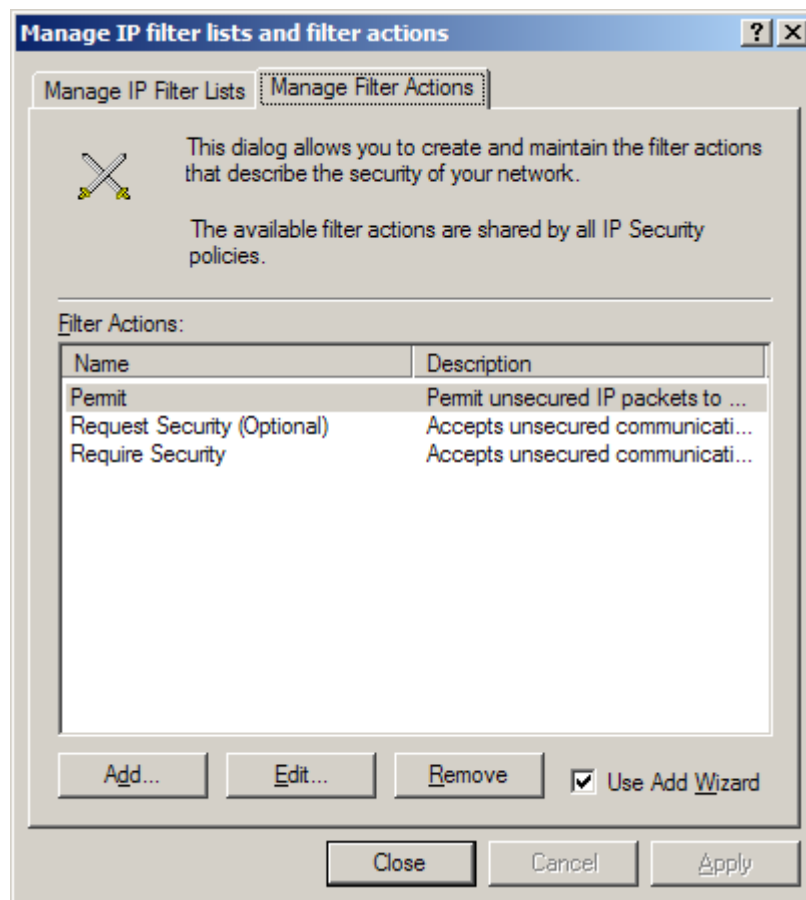 Manage IP filter lists and filter actions
Manage IP Filter Lists
Manage Filter Actions
This dialog allows you to create and maintain the filter actions
that describe the security of your network.
The available filter actions are shared by all IP Security
policies.
Filter Actions:
Name Description
Permit Permit unsecured IP packets to ...
Request Security (Optional) Accepts unsecured communicati...
Require Security Accepts unsecured communicati...
Add... Edit... Remove Use Add Wizard
Close Cancel Apply